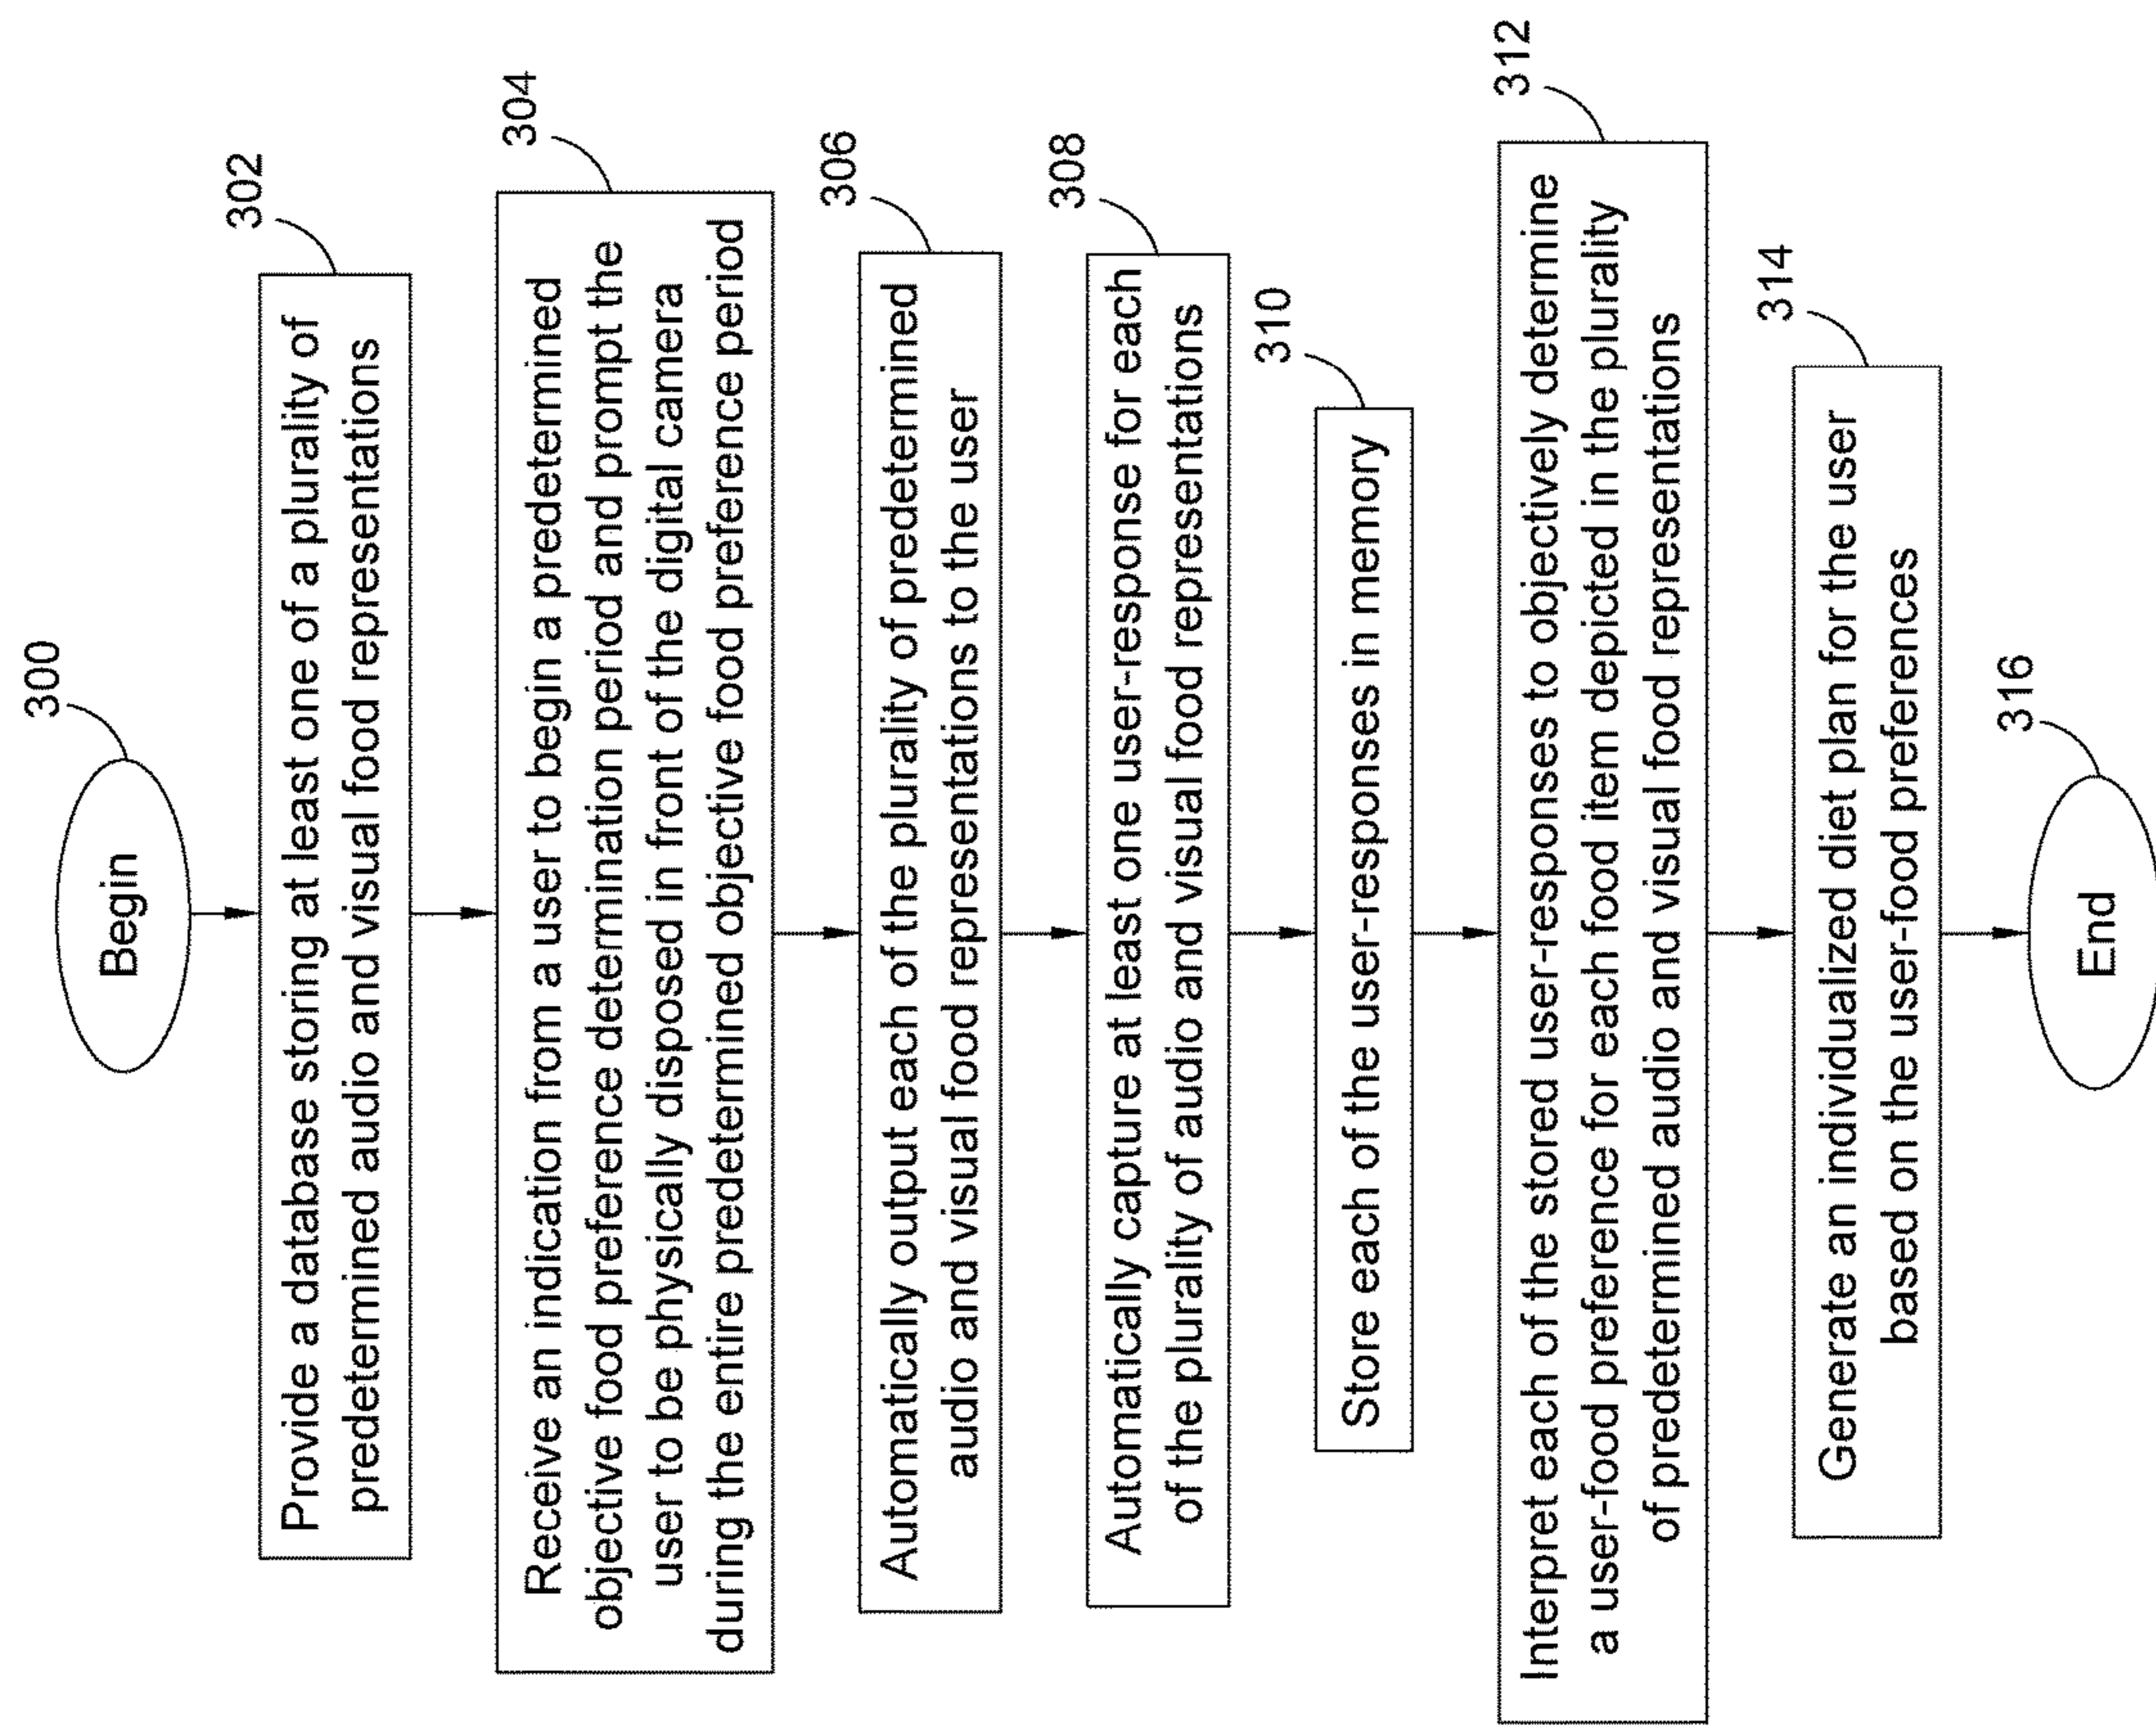 300
Begin
302
Provide a database storing at least one of a plurality of
predetermined audio and visual food representations
304
Receive an indication from a user to begin a predetermined
objective food preference determination period and prompt the
user to be physically disposed in front of the digital camera
during the entire predetermined objective food preference period
306
Automatically output each of the plurality of predetermined
audio and visual food representations to the user
308
Automatically capture at least one user-response for each
of the plurality of audio and visual food representations
310
Store each of the user-responses in memory
312
Interpret each of the stored user-responses to objectively determine
a user-food preference for each food item depicted in the plurality
of predetermined audio and visual food representations
314
Generate an individualized diet plan for the user
based on the user-food preferences
316
End